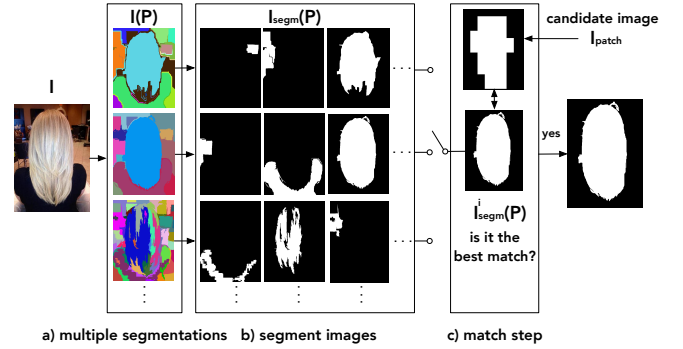 I
I(P)
I_segm(P)
candidate image
I_patch
· · ·
· · ·
· · ·
yes
I^i_segm(P)
is it the
best match?
a) multiple segmentations
b) segment images
c) match step